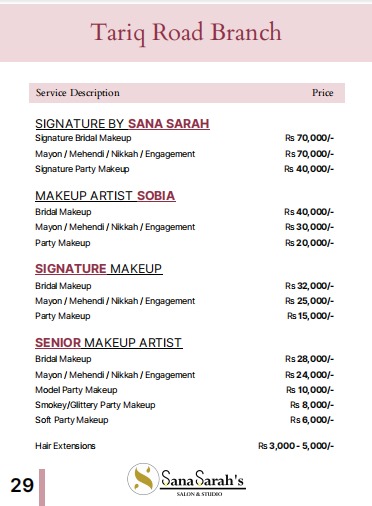 Tariq Road Branch
Service Description Price
SIGNATURE BY SANA SARAH
Signature Bridal Makeup Rs 70,000/-
Mayon / Mehendi / Nikkah / Engagement Rs 70,000/-
Signature Party Makeup Rs 40,000/-
MAKEUP ARTIST SOBIA
Bridal Makeup Rs 40,000/-
Mayon / Mehendi / Nikkah / Engagement Rs 30,000/-
Party Makeup Rs 20,000/-
SIGNATURE MAKEUP
Bridal Makeup Rs 32,000/-
Mayon / Mehendi / Nikkah / Engagement Rs 25,000/-
Party Makeup Rs 15,000/-
SENIOR MAKEUP ARTIST
Bridal Makeup Rs 28,000/-
Mayon / Mehendi / Nikkah / Engagement Rs 24,000/-
Model Party Makeup Rs 10,000/-
Smokey/Glittery Party Makeup Rs 8,000/-
Soft Party Makeup Rs 6,000/-
Hair Extensions Rs 3,000 - 5,000/-
29
Sana Sarah's
SALON & STUDIO